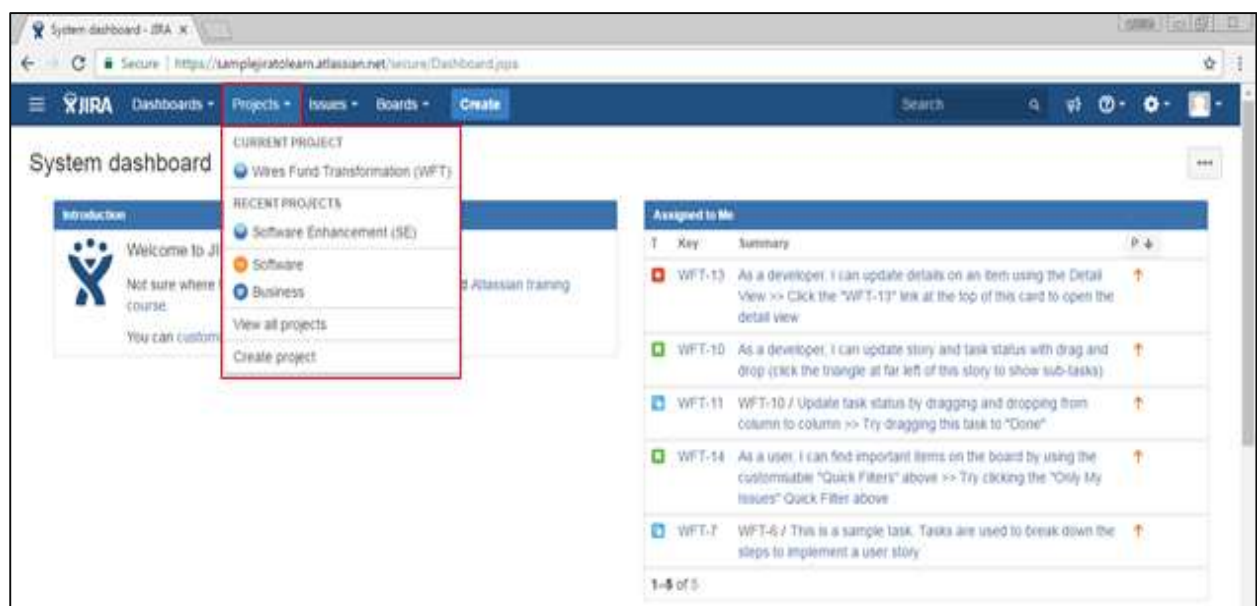 System dashboard - JIRA
Secure | https://samplejiratolearn.atlassian.net/secure/Dashboard.jspa
JIRA Dashboards Projects Issues Boards Create Search
CURRENT PROJECT
Wires Fund Transformation (WFT)
RECENT PROJECTS
Software Enhancement (SE)
Software
Business
View all projects
Create project
System dashboard
Introduction
Welcome to JI
Not sure where
Atlassian training
course.
You can custom
Assigned to Me
T Key Summary P
WFT-13 As a developer, I can update details on an item using the Detail
View >> Click the "WFT-13" link at the top of this card to open the
detail view
WFT-10 As a developer, I can update story and task status with drag and
drop (click the triangle at far left of this story to show sub-tasks)
WFT-11 WFT-10 / Update task status by dragging and dropping from
column to column >> Try dragging this task to "Done"
WFT-14 As a user, I can find important items on the board by using the
customisable "Quick Filters" above >> Try clicking the "Only My
Issues" Quick Filter above
WFT-7 WFT-6 / This is a sample task. Tasks are used to break down the
steps to implement a user story
1–5 of 5